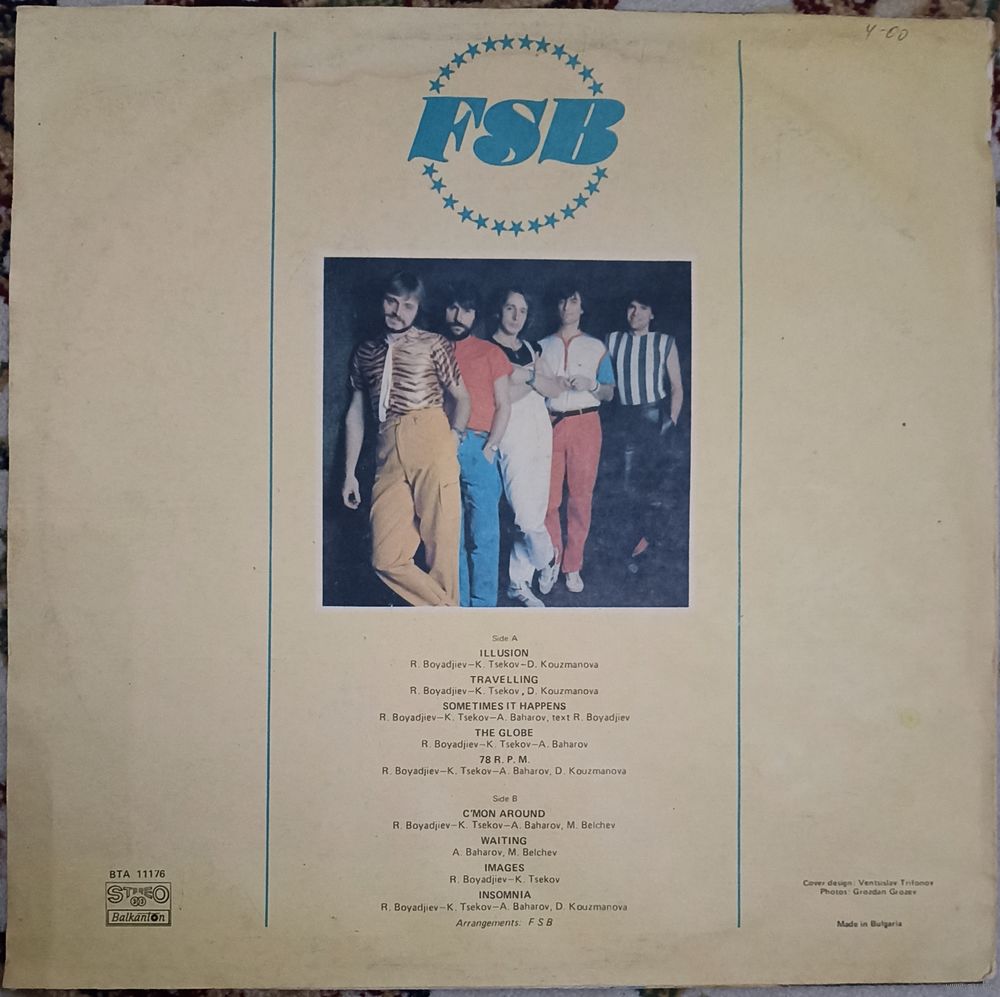 4-00
FSB
Side A
ILLUSION
R. Boyadjiev–K. Tsekov–D. Kouzmanova
TRAVELLING
R. Boyadjiev–K. Tsekov, D. Kouzmanova
SOMETIMES IT HAPPENS
R. Boyadjiev–K. Tsekov–A. Baharov, text R. Boyadjiev
THE GLOBE
R. Boyadjiev–K. Tsekov–A. Baharov
78 R. P. M.
R. Boyadjiev–K. Tsekov–A. Baharov, D. Kouzmanova
Side B
C'MON AROUND
R. Boyadjiev–K. Tsekov–A. Baharov, M. Belchev
WAITING
A. Baharov, M. Belchev
IMAGES
R. Boyadjiev–K. Tsekov
INSOMNIA
R. Boyadjiev–K. Tsekov–A. Baharov, D. Kouzmanova
Arrangements: FSB
BTA 11176
STEREO
Balkanton
Cover design: Ventsislav Trifonov
Photos: Grozdan Grozev
Made in Bulgaria